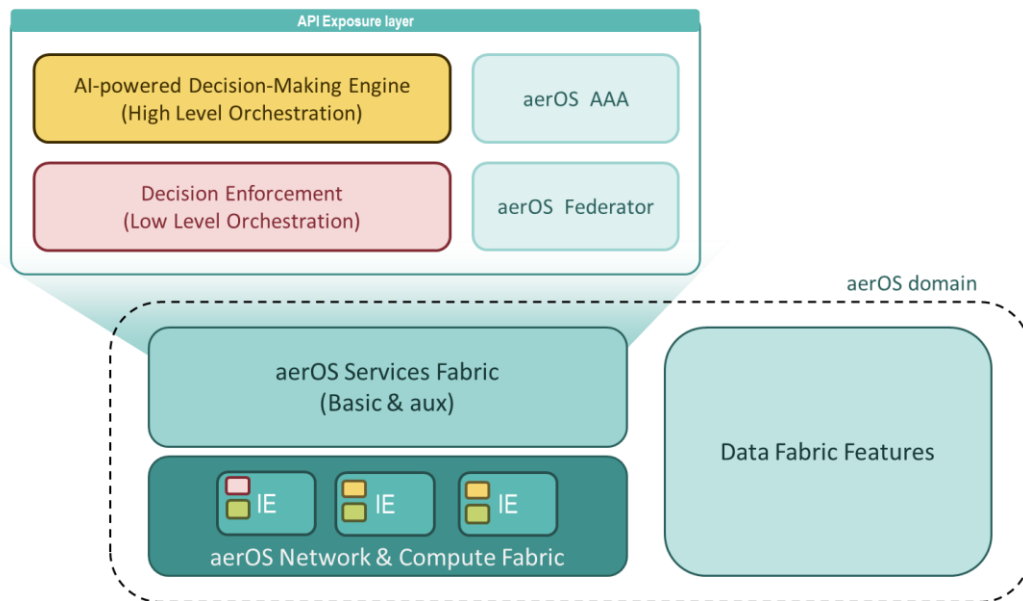 API Exposure layer
AI-powered Decision-Making Engine
(High Level Orchestration)
aerOS AAA
Decision Enforcement
(Low Level Orchestration)
aerOS Federator
aerOS domain
aerOS Services Fabric
(Basic & aux)
Data Fabric Features
IE
IE
IE
aerOS Network & Compute Fabric